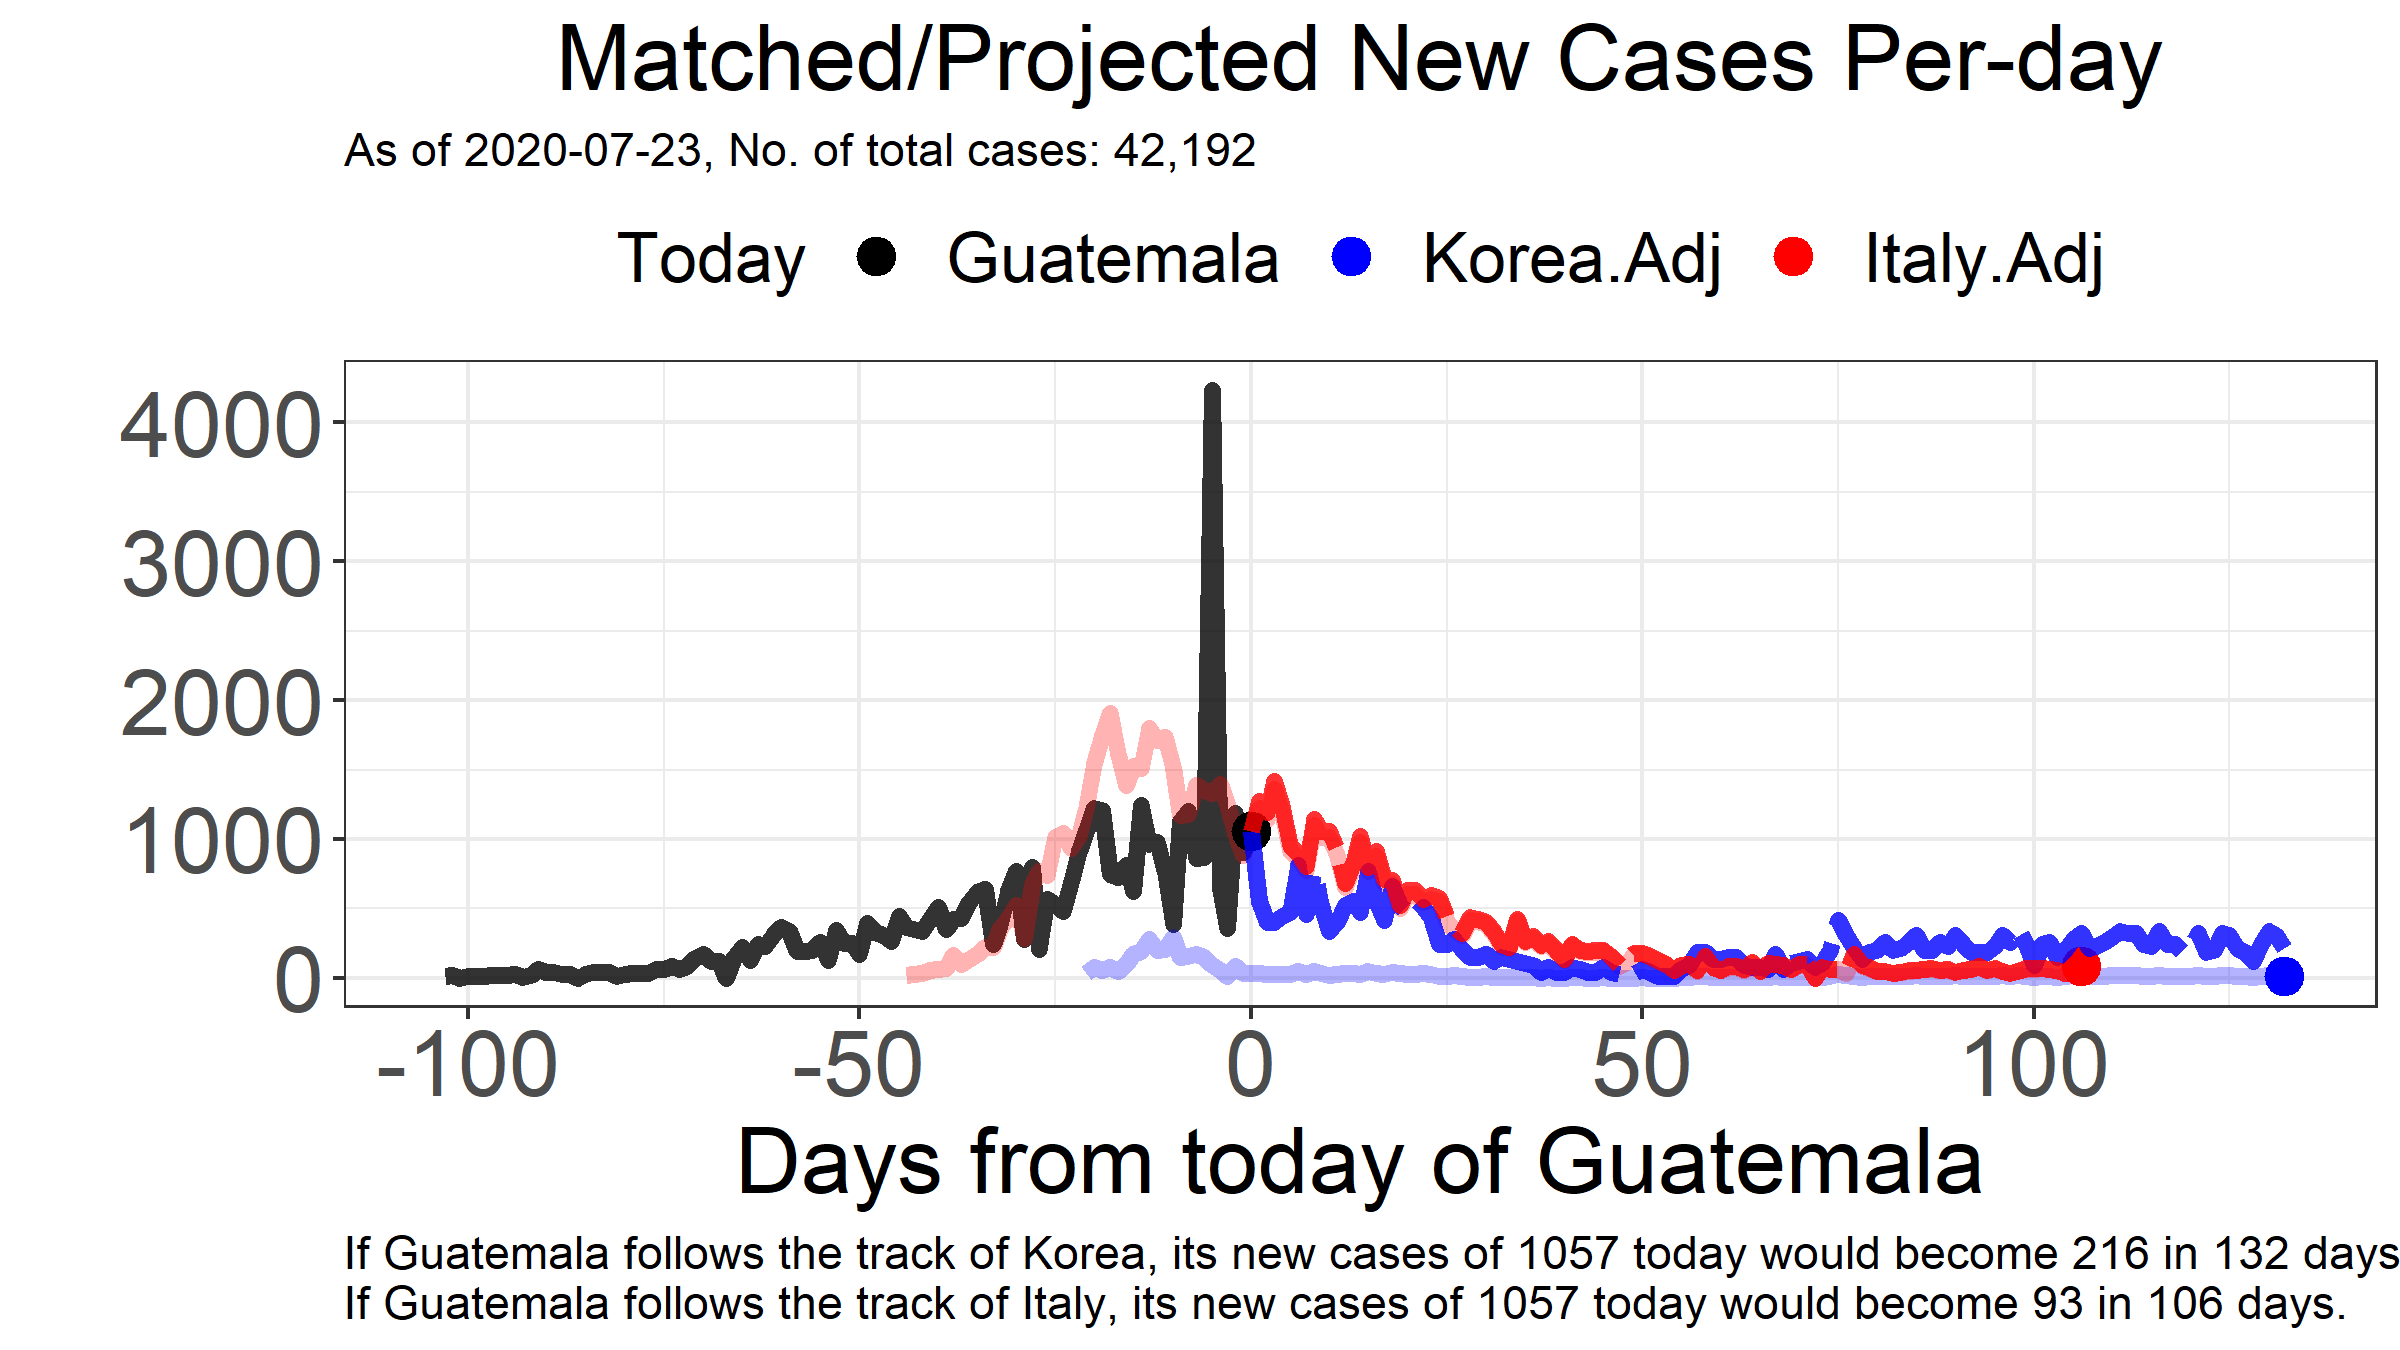 Matched/Projected New Cases Per-day
As of 2020-07-23, No. of total cases: 42,192
Today Guatemala Korea.Adj Italy.Adj
4000
3000
2000
1000
0
-100 -50 0 50 100
Days from today of Guatemala
If Guatemala follows the track of Korea, its new cases of 1057 today would become 216 in 132 days
If Guatemala follows the track of Italy, its new cases of 1057 today would become 93 in 106 days.